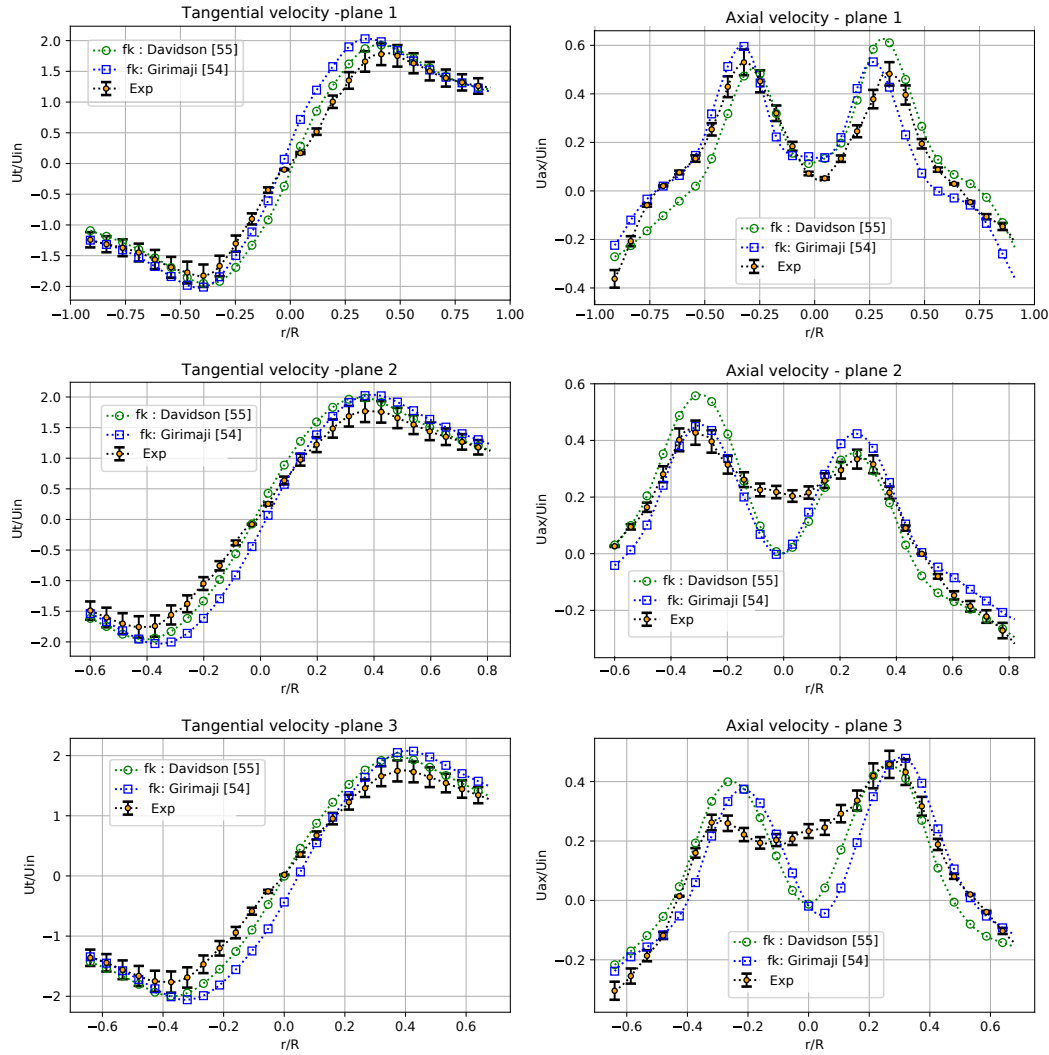 Tangential velocity -plane 1
Ut/Uin
2.0
1.5
1.0
0.5
0.0
−0.5
−1.0
−1.5
−2.0
fk : Davidson [55]
fk: Girimaji [54]
Exp
−1.00 −0.75 −0.50 −0.25 0.00 0.25 0.50 0.75 1.00
r/R
Axial velocity - plane 1
Uax/Uin
0.6
0.4
0.2
0.0
−0.2
−0.4
fk : Davidson [55]
fk: Girimaji [54]
Exp
−1.00 −0.75 −0.50 −0.25 0.00 0.25 0.50 0.75 1.00
r/R
Tangential velocity -plane 2
Ut/Uin
2.0
1.5
1.0
0.5
0.0
−0.5
−1.0
−1.5
−2.0
fk : Davidson [55]
fk: Girimaji [54]
Exp
−0.6 −0.4 −0.2 0.0 0.2 0.4 0.6 0.8
r/R
Axial velocity - plane 2
Uax/Uin
0.6
0.4
0.2
0.0
−0.2
fk : Davidson [55]
fk: Girimaji [54]
Exp
−0.6 −0.4 −0.2 0.0 0.2 0.4 0.6 0.8
r/R
Tangential velocity -plane 3
Ut/Uin
2
1
0
−1
−2
fk : Davidson [55]
fk: Girimaji [54]
Exp
−0.6 −0.4 −0.2 0.0 0.2 0.4 0.6
r/R
Axial velocity - plane 3
Uax/Uin
0.4
0.2
0.0
−0.2
fk : Davidson [55]
fk: Girimaji [54]
Exp
−0.6 −0.4 −0.2 0.0 0.2 0.4 0.6
r/R